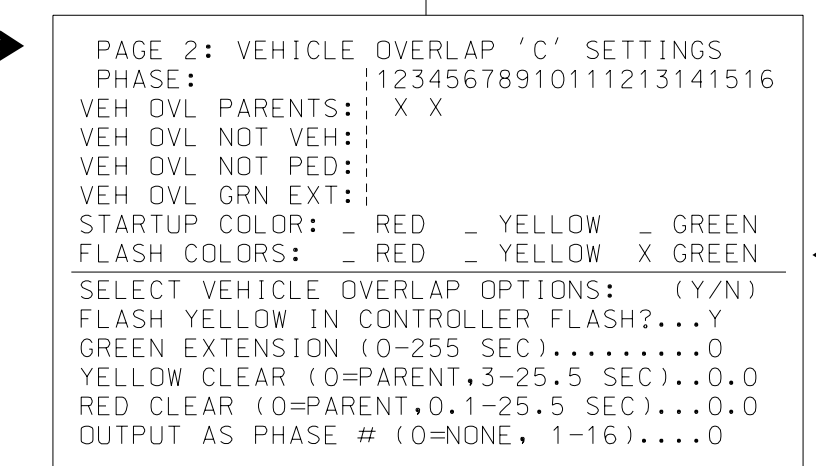 PAGE 2: VEHICLE OVERLAP 'C' SETTINGS
PHASE: ¦12345678910111213141516
VEH OVL PARENTS:¦ X X
VEH OVL NOT VEH:¦
VEH OVL NOT PED:¦
VEH OVL GRN EXT:¦
STARTUP COLOR: _ RED _ YELLOW _ GREEN
FLASH COLORS: _ RED _ YELLOW X GREEN
SELECT VEHICLE OVERLAP OPTIONS: (Y/N)
FLASH YELLOW IN CONTROLLER FLASH?...Y
GREEN EXTENSION (0-255 SEC).........0
YELLOW CLEAR (0=PARENT,3-25.5 SEC)..0.0
RED CLEAR (0=PARENT,0.1-25.5 SEC)...0.0
OUTPUT AS PHASE # (0=NONE, 1-16)....0